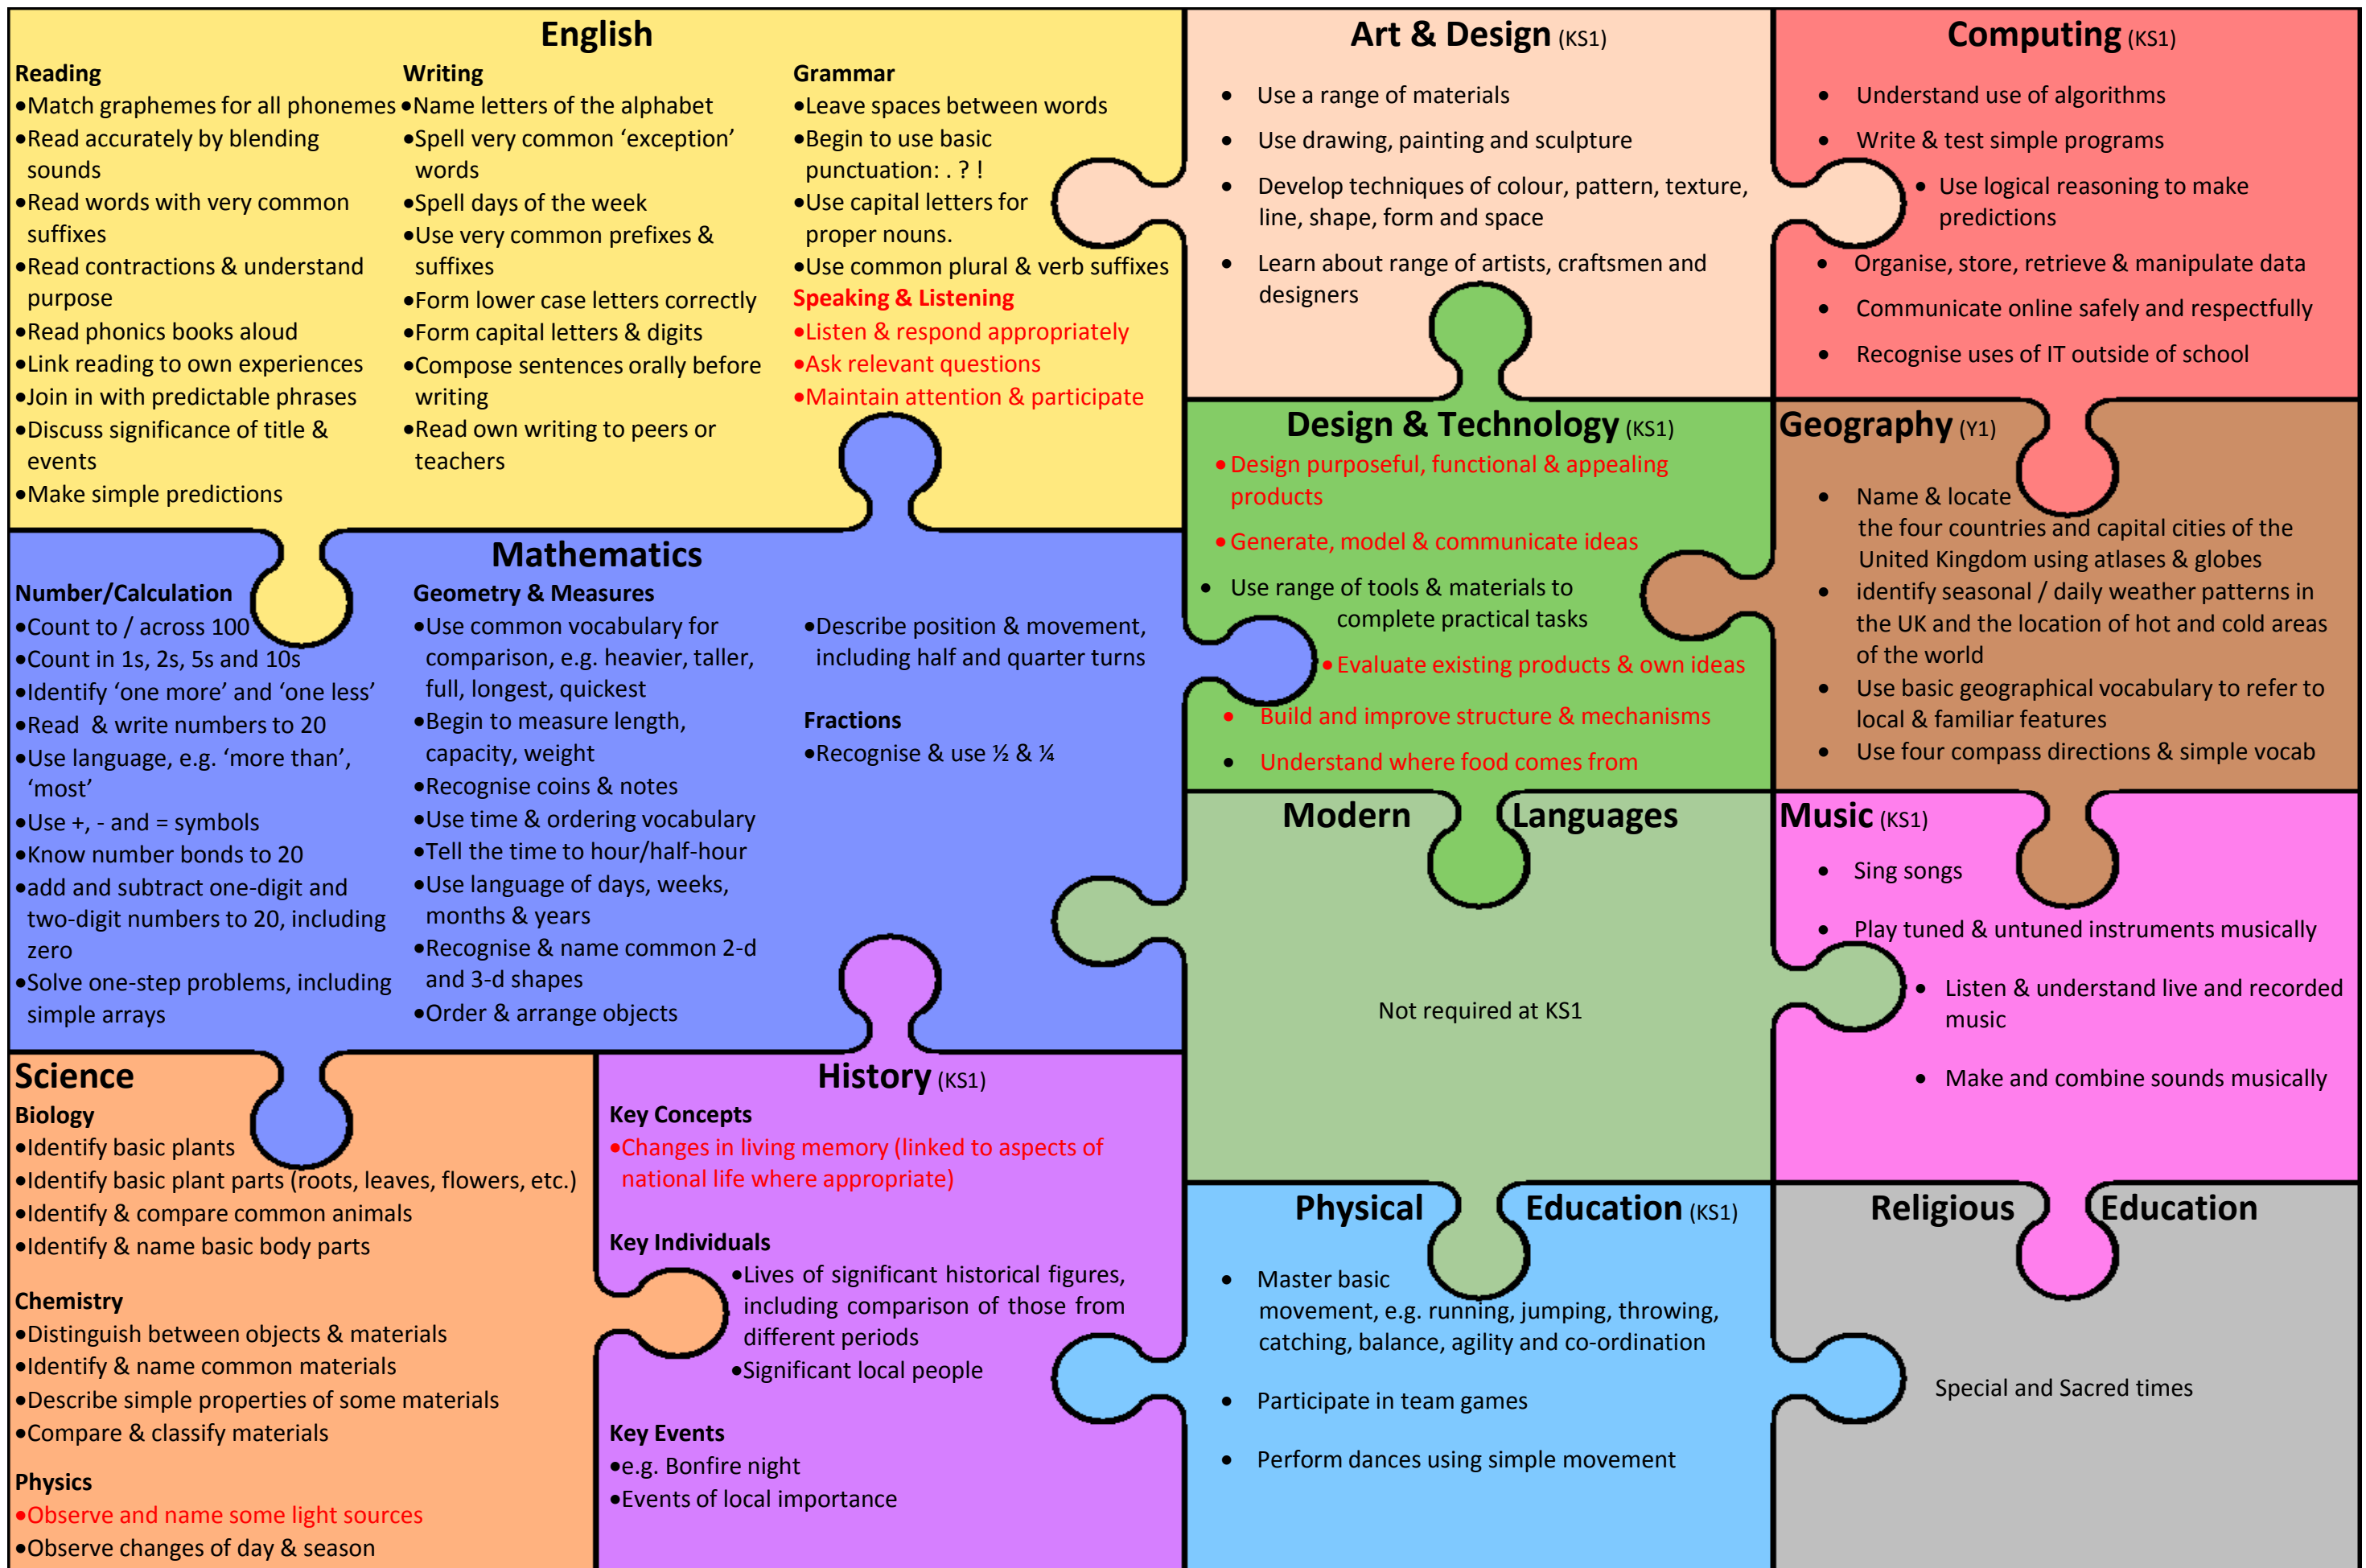 English
Reading
•Match graphemes for all phonemes
•Read accurately by blending
sounds
•Read words with very common
suffixes
•Read contractions & understand
purpose
•Read phonics books aloud
•Link reading to own experiences
•Join in with predictable phrases
•Discuss significance of title &
events
•Make simple predictions
Writing
•Name letters of the alphabet
•Spell very common ‘exception’
words
•Spell days of the week
•Use very common prefixes &
suffixes
•Form lower case letters correctly
•Form capital letters & digits
•Compose sentences orally before
writing
•Read own writing to peers or
teachers
Grammar
•Leave spaces between words
•Begin to use basic
punctuation: . ? !
•Use capital letters for
proper nouns.
•Use common plural & verb suffixes
Speaking & Listening
•Listen & respond appropriately
•Ask relevant questions
•Maintain attention & participate
Art & Design (KS1)
• Use a range of materials
• Use drawing, painting and sculpture
• Develop techniques of colour, pattern, texture,
line, shape, form and space
• Learn about range of artists, craftsmen and
designers
Computing (KS1)
• Understand use of algorithms
• Write & test simple programs
• Use logical reasoning to make
predictions
• Organise, store, retrieve & manipulate data
• Communicate online safely and respectfully
• Recognise uses of IT outside of school
Mathematics
Number/Calculation
•Count to / across 100
•Count in 1s, 2s, 5s and 10s
•Identify ‘one more’ and ‘one less’
•Read & write numbers to 20
•Use language, e.g. ‘more than’,
‘most’
•Use +, - and = symbols
•Know number bonds to 20
•add and subtract one-digit and
two-digit numbers to 20, including
zero
•Solve one-step problems, including
simple arrays
Geometry & Measures
•Use common vocabulary for
comparison, e.g. heavier, taller,
full, longest, quickest
•Begin to measure length,
capacity, weight
•Recognise coins & notes
•Use time & ordering vocabulary
•Tell the time to hour/half-hour
•Use language of days, weeks,
months & years
•Recognise & name common 2-d
and 3-d shapes
•Order & arrange objects
•Describe position & movement,
including half and quarter turns
Fractions
•Recognise & use ½ & ¼
Design & Technology (KS1)
• Design purposeful, functional & appealing
products
• Generate, model & communicate ideas
• Use range of tools & materials to
complete practical tasks
• Evaluate existing products & own ideas
• Build and improve structure & mechanisms
• Understand where food comes from
Geography (Y1)
• Name & locate
the four countries and capital cities of the
United Kingdom using atlases & globes
• identify seasonal / daily weather patterns in
the UK and the location of hot and cold areas
of the world
• Use basic geographical vocabulary to refer to
local & familiar features
• Use four compass directions & simple vocab
Modern Languages
Not required at KS1
Music (KS1)
• Sing songs
• Play tuned & untuned instruments musically
• Listen & understand live and recorded
music
• Make and combine sounds musically
Science
Biology
•Identify basic plants
•Identify basic plant parts (roots, leaves, flowers, etc.)
•Identify & compare common animals
•Identify & name basic body parts
Chemistry
•Distinguish between objects & materials
•Identify & name common materials
•Describe simple properties of some materials
•Compare & classify materials
Physics
•Observe and name some light sources
•Observe changes of day & season
History (KS1)
Key Concepts
•Changes in living memory (linked to aspects of
national life where appropriate)
Key Individuals
•Lives of significant historical figures,
including comparison of those from
different periods
•Significant local people
Key Events
•e.g. Bonfire night
•Events of local importance
Physical Education (KS1)
• Master basic
movement, e.g. running, jumping, throwing,
catching, balance, agility and co-ordination
• Participate in team games
• Perform dances using simple movement
Religious Education
Special and Sacred times